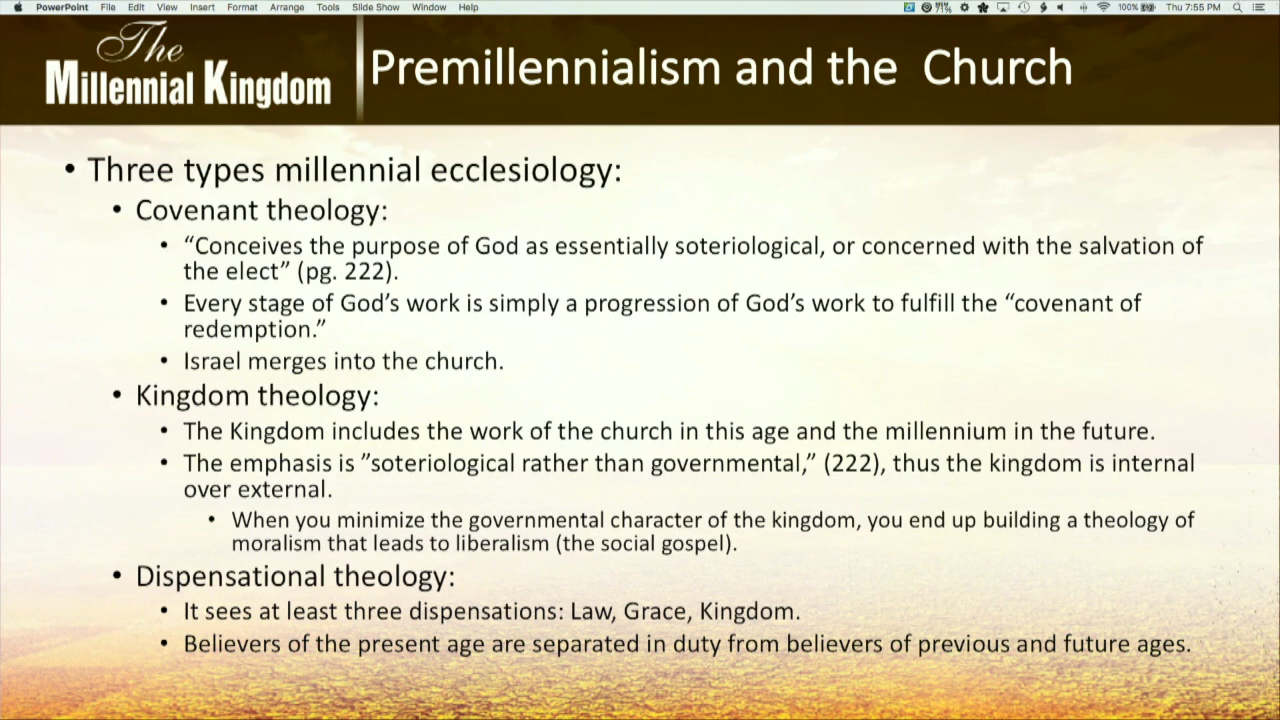 PowerPoint File Edit View Insert Format Arrange Tools Slide Show Window Help 100% Thu 7:55 PM
The
Millennial Kingdom
Premillennialism and the Church
• Three types millennial ecclesiology:
• Covenant theology:
• “Conceives the purpose of God as essentially soteriological, or concerned with the salvation of
the elect” (pg. 222).
• Every stage of God’s work is simply a progression of God’s work to fulfill the “covenant of
redemption.”
• Israel merges into the church.
• Kingdom theology:
• The Kingdom includes the work of the church in this age and the millennium in the future.
• The emphasis is ”soteriological rather than governmental,” (222), thus the kingdom is internal
over external.
• When you minimize the governmental character of the kingdom, you end up building a theology of
moralism that leads to liberalism (the social gospel).
• Dispensational theology:
• It sees at least three dispensations: Law, Grace, Kingdom.
• Believers of the present age are separated in duty from believers of previous and future ages.